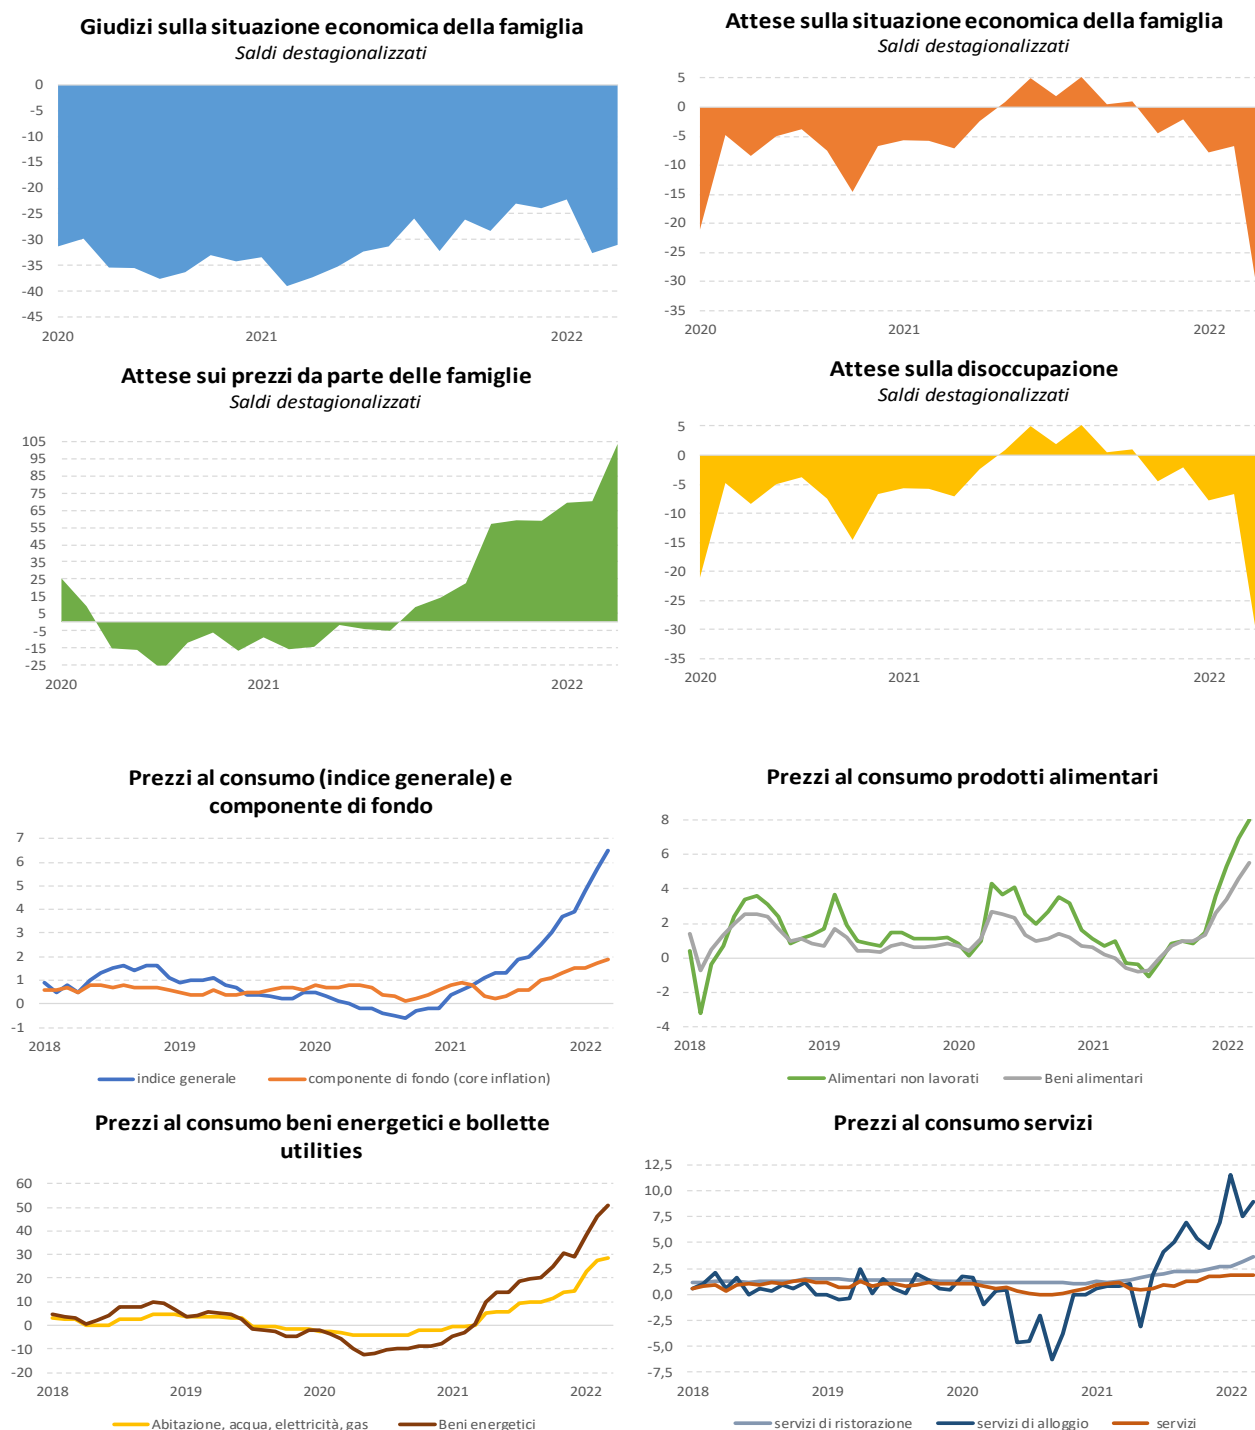 Giudizi sulla situazione economica della famiglia
Saldi destagionalizzati
0
-5
-10
-15
-20
-25
-30
-35
-40
-45
2020 2021 2022
Attese sulla situazione economica della famiglia
Saldi destagionalizzati
5
0
-5
-10
-15
-20
-25
-30
-35
2020 2021 2022
Attese sui prezzi da parte delle famiglie
Saldi destagionalizzati
105
95
85
75
65
55
45
35
25
15
5
-5
-15
-25
2020 2021 2022
Attese sulla disoccupazione
Saldi destagionalizzati
5
0
-5
-10
-15
-20
-25
-30
-35
2020 2021 2022
Prezzi al consumo (indice generale) e
componente di fondo
7
6
5
4
3
2
1
0
-1
2018 2019 2020 2021 2022
indice generale componente di fondo (core inflation)
Prezzi al consumo prodotti alimentari
8
6
4
2
0
-2
-4
2018 2019 2020 2021 2022
Alimentari non lavorati Beni alimentari
Prezzi al consumo beni energetici e bollette
utilities
60
50
40
30
20
10
0
-10
-20
2018 2019 2020 2021 2022
Abitazione, acqua, elettricità, gas Beni energetici
Prezzi al consumo servizi
12,5
10,0
7,5
5,0
2,5
0,0
-2,5
-5,0
-7,5
2018 2019 2020 2021 2022
servizi di ristorazione servizi di alloggio servizi